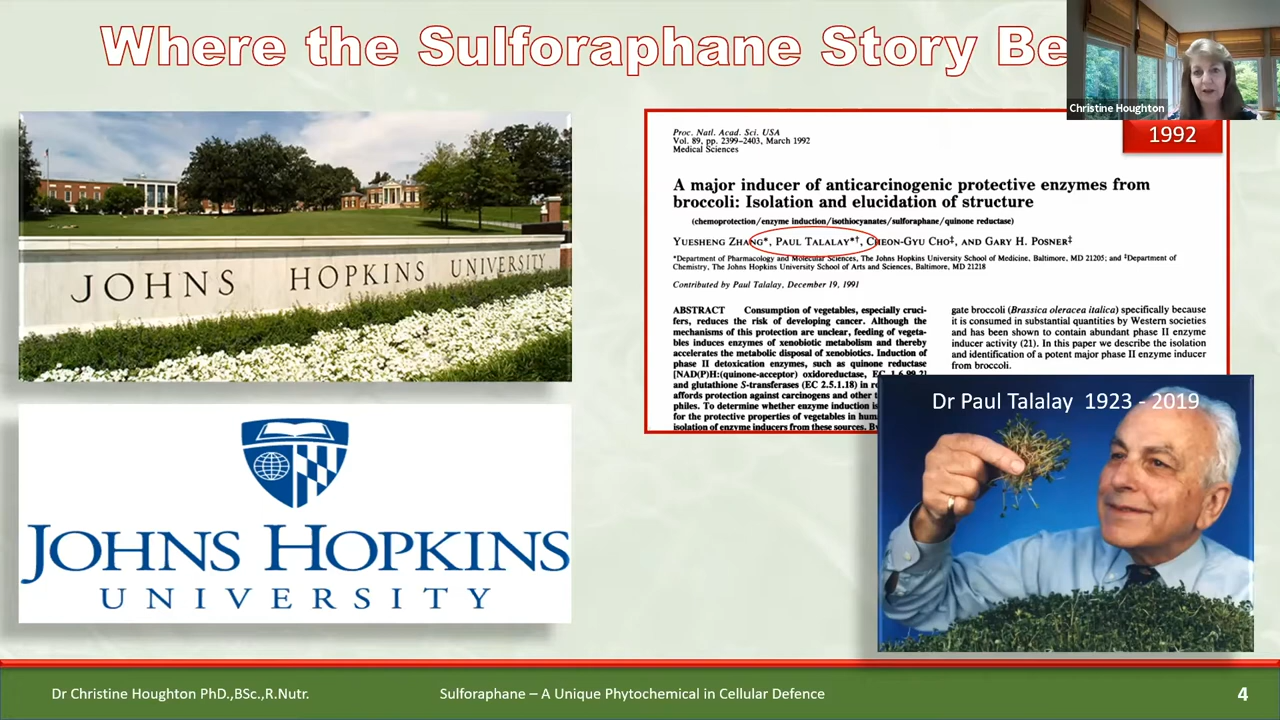 Where the Sulforaphane Story Be
Christine Houghton
1992
JOHNS HOPKINS UNIVERSITY
JOHNS HOPKINS
UNIVERSITY
Proc. Natl. Acad. Sci. USA
Vol. 89, pp. 2399–2403, March 1992
Medical Sciences
A major inducer of anticarcinogenic protective enzymes from
broccoli: Isolation and elucidation of structure
(chemoprotection/enzyme induction/isothiocyanates/sulforaphane/quinone reductase)
YUESHENG ZHANG*, PAUL TALALAY*†, CHEON-GYU CHO‡, AND GARY H. POSNER‡
*Department of Pharmacology and Molecular Sciences, The Johns Hopkins University School of Medicine, Baltimore, MD 21205; and ‡Department of
Chemistry, The Johns Hopkins University School of Arts and Sciences, Baltimore, MD 21218
Contributed by Paul Talalay, December 19, 1991
ABSTRACT Consumption of vegetables, especially cruci-
fers, reduces the risk of developing cancer. Although the
mechanisms of this protection are unclear, feeding of vegeta-
bles induces enzymes of xenobiotic metabolism and thereby
accelerates the metabolic disposal of xenobiotics. Induction of
phase II detoxication enzymes, such as quinone reductase
[NAD(P)H:(quinone-acceptor) oxidoreductase, EC 1.6.99.2]
and glutathione S-transferases (EC 2.5.1.18) in
affords protection against carcinogens and other
philes. To determine whether enzyme induction is
for the protective properties of vegetables in
isolation of enzyme inducers from these sources.
gate broccoli (Brassica oleracea italica) specifically because
it is consumed in substantial quantities by Western societies
and has been shown to contain abundant phase II enzyme
inducer activity (21). In this paper we describe the isolation
and identification of a potent major phase II enzyme inducer
from broccoli.
Dr Paul Talalay 1923 - 2019
Dr Christine Houghton PhD.,BSc.,R.Nutr.
Sulforaphane – A Unique Phytochemical in Cellular Defence
4